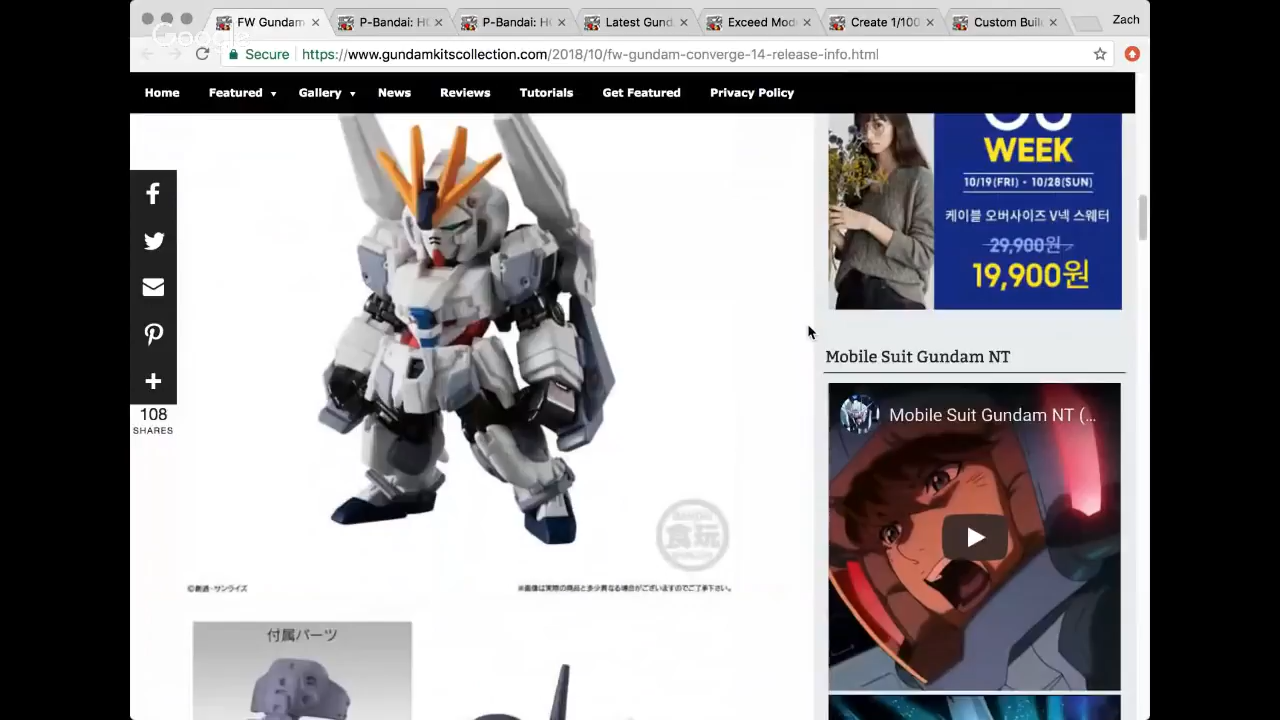 FW Gundam
P-Bandai: HG
P-Bandai: HG
Latest Gund
Exceed Mod
Create 1/100
Custom Buil
Zach
Google
Secure
https://www.gundamkitscollection.com/2018/10/fw-gundam-converge-14-release-info.html
Home
Featured
Gallery
News
Reviews
Tutorials
Get Featured
Privacy Policy
WEEK
10/19(FRI) - 10/28(SUN)
케이블 오버사이즈 V넥 스웨터
29,900원
19,900원
108
SHARES
Mobile Suit Gundam NT
Mobile Suit Gundam NT (...
BANDAI
食玩
©創通・サンライズ
※画像は実際の商品と多少異なる場合がございますのでご了承下さい。
付属パーツ